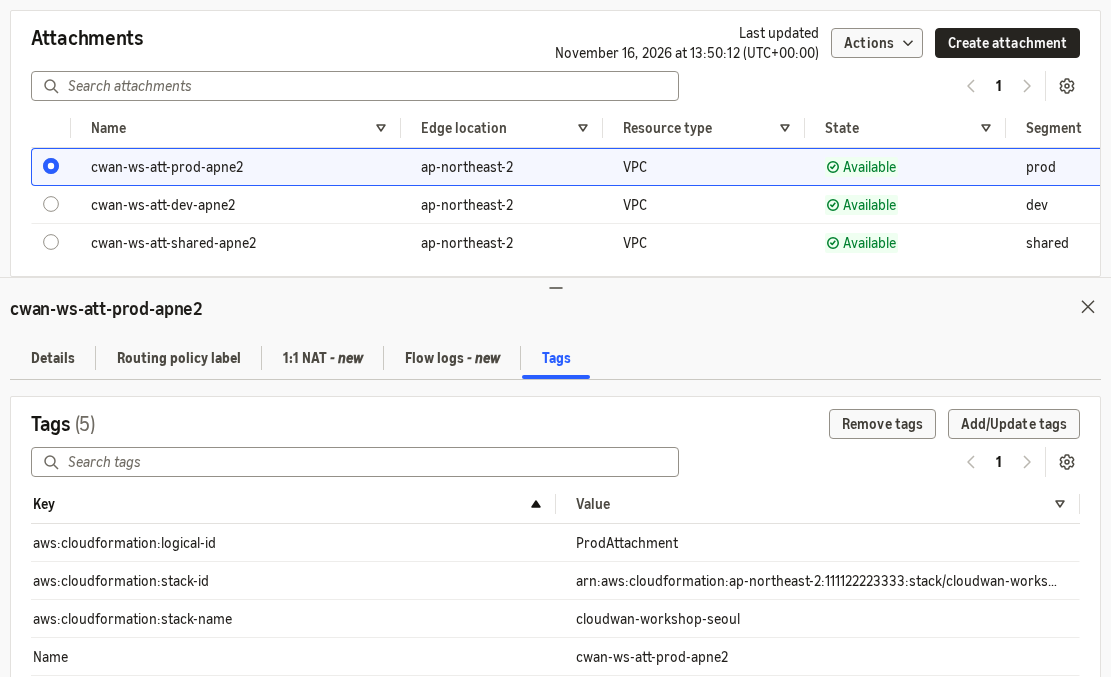 Attachments
Last updated
November 16, 2026 at 13:50:12 (UTC+00:00)
Actions
Create attachment
Search attachments
1
Name Edge location Resource type State Segment
cwan-ws-att-prod-apne2 ap-northeast-2 VPC Available prod
cwan-ws-att-dev-apne2 ap-northeast-2 VPC Available dev
cwan-ws-att-shared-apne2 ap-northeast-2 VPC Available shared
cwan-ws-att-prod-apne2
Details Routing policy label 1:1 NAT - new Flow logs - new Tags
Tags (5)
Remove tags
Add/Update tags
Search tags
1
Key Value
aws:cloudformation:logical-id ProdAttachment
aws:cloudformation:stack-id arn:aws:cloudformation:ap-northeast-2:111122223333:stack/cloudwan-works...
aws:cloudformation:stack-name cloudwan-workshop-seoul
Name cwan-ws-att-prod-apne2